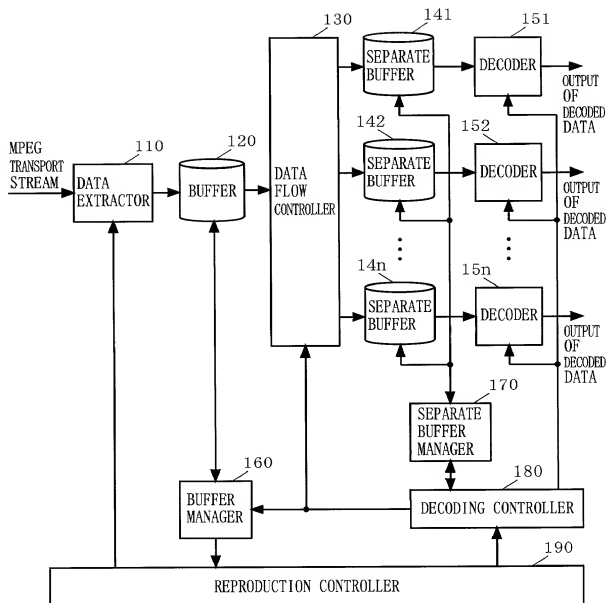 130
141
151
SEPARATE
BUFFER
DECODER
OUTPUT
OF
DECODED
DATA
MPEG
TRANSPORT
STREAM
110
DATA
EXTRACTOR
120
BUFFER
DATA
FLOW
CONTROLLER
142
SEPARATE
BUFFER
152
DECODER
OUTPUT
OF
DECODED
DATA
14n
SEPARATE
BUFFER
15n
DECODER
OUTPUT
OF
DECODED
DATA
170
SEPARATE
BUFFER
MANAGER
160
BUFFER
MANAGER
180
DECODING CONTROLLER
190
REPRODUCTION CONTROLLER